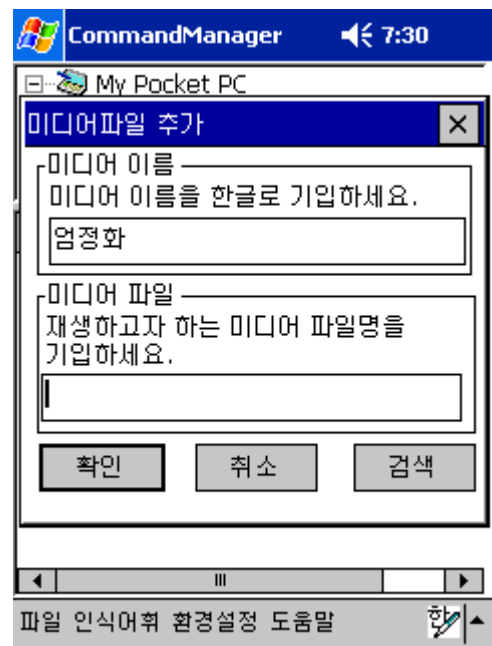 CommandManager 7:30
My Pocket PC
미디어파일 추가
미디어 이름
미디어 이름을 한글로 기입하세요.
엄정화
미디어 파일
재생하고자 하는 미디어 파일명을
기입하세요.
확인 취소 검색
파일 인식어휘 환경설정 도움말 한